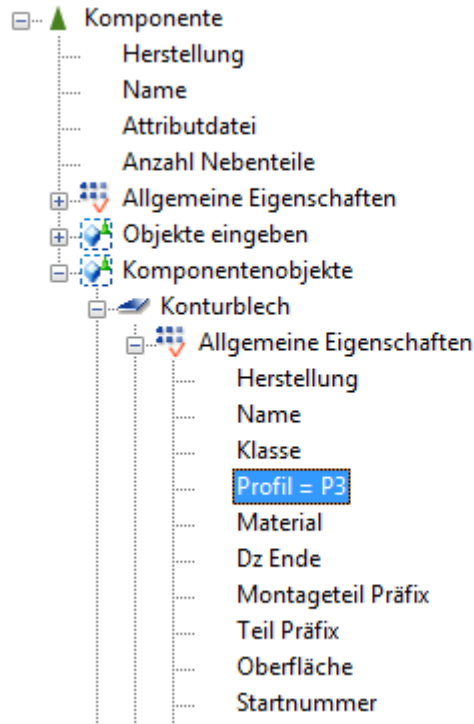 Komponente
Herstellung
Name
Attributdatei
Anzahl Nebenteile
Allgemeine Eigenschaften
Objekte eingeben
Komponentenobjekte
Konturblech
Allgemeine Eigenschaften
Herstellung
Name
Klasse
Profil = P3
Material
Dz Ende
Montageteil Präfix
Teil Präfix
Oberfläche
Startnummer